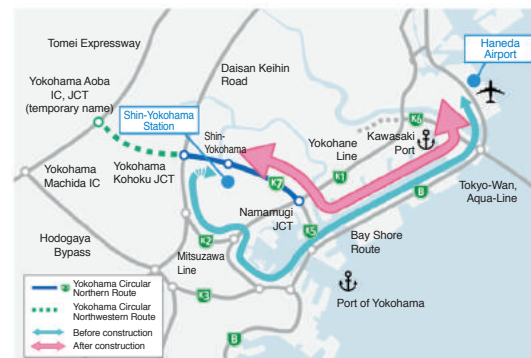 Tomei Expressway
Haneda
Airport
Yokohama Aoba
IC, JCT
(temporary name)
Daisan Keihin
Road
Shin-Yokohama
Station
Shin-
Yokohama
K6
Kawasaki
Port
Yokohane
Line
Yokohama
Kohoku JCT
K7
K1
Yokohama
Machida IC
B
Tokyo-Wan,
Aqua-Line
Namamugi
JCT
K5
Bay Shore
Route
Hodogaya
Bypass
K2
Mitsuzawa
Line
K3
Port of Yokohama
B
Yokohama Circular
Northern Route
Yokohama Circular
Northwestern Route
Before construction
After construction